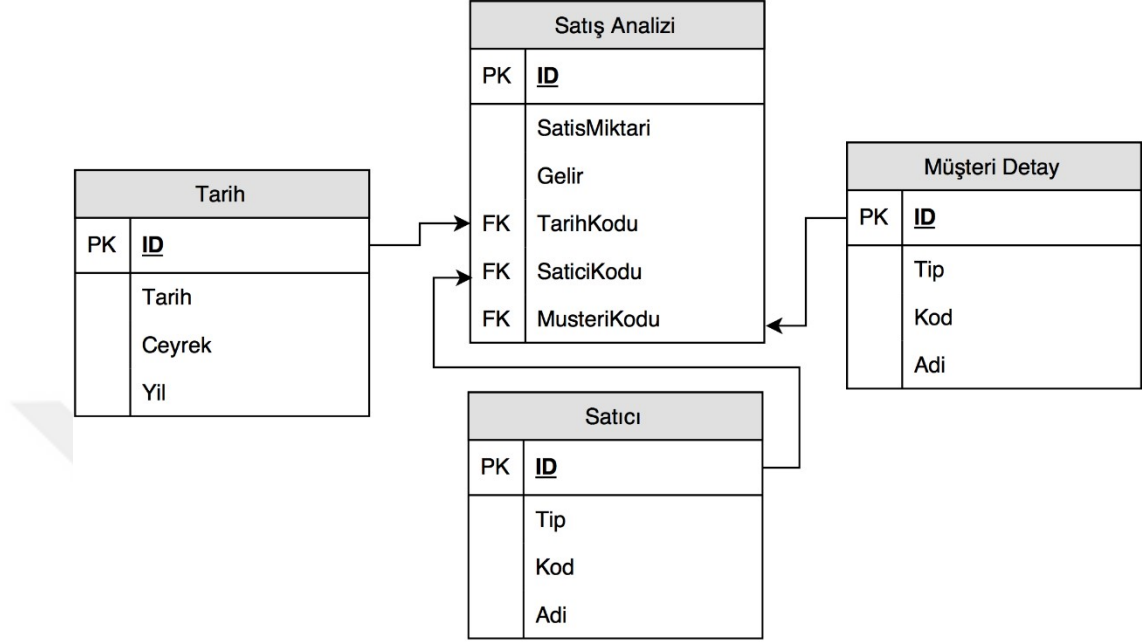 Satış Analizi
PK ID
SatisMiktari
Gelir
FK TarihKodu
FK SaticiKodu
FK MusteriKodu
Tarih
PK ID
Tarih
Ceyrek
Yil
Müşteri Detay
PK ID
Tip
Kod
Adi
Satıcı
PK ID
Tip
Kod
Adi